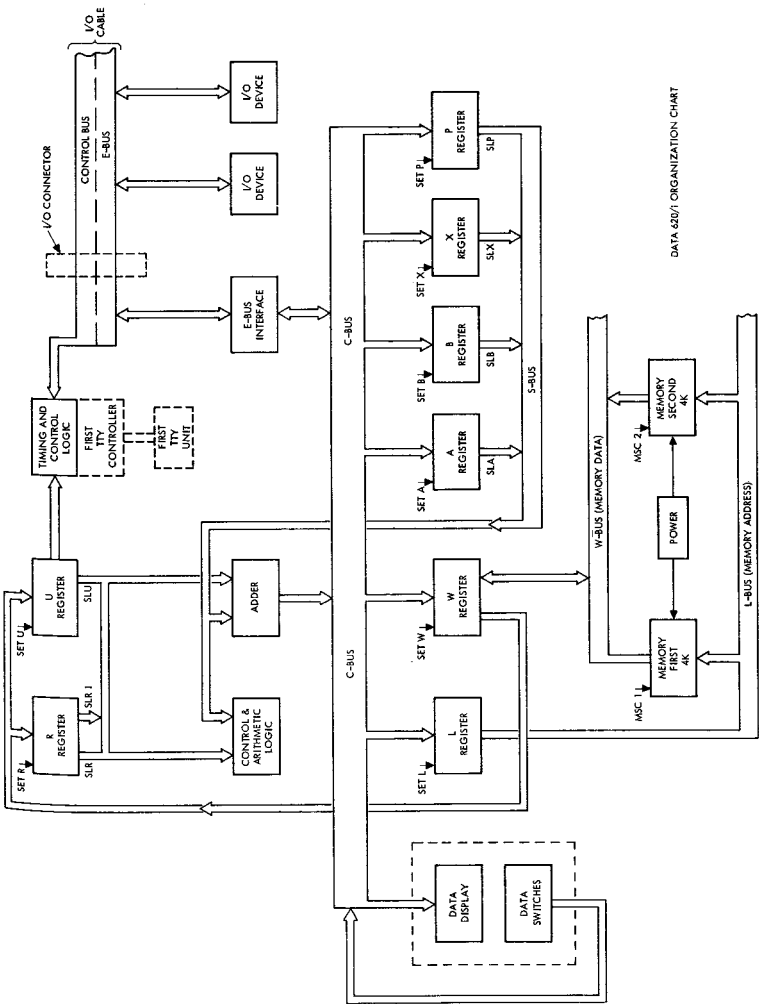 I/O
CABLE
CONTROL BUS
E-BUS
I/O CONNECTOR
I/O
DEVICE
I/O
DEVICE
TIMING AND
CONTROL
LOGIC
FIRST
TTY
CONTROLLER
FIRST
TTY
UNIT
E-BUS
INTERFACE
SET U
U
REGISTER
SLU
SET R
R
REGISTER
SLR
SLR I
ADDER
CONTROL &
ARITHMETIC
LOGIC
C-BUS
C-BUS
SET P
P
REGISTER
SLP
SET X
X
REGISTER
SLX
SET B
B
REGISTER
SLB
SET A
A
REGISTER
SLA
S-BUS
SET W
W
REGISTER
SET L
L
REGISTER
DATA
DISPLAY
DATA
SWITCHES
W-BUS (MEMORY DATA)
MSC 2
MEMORY
SECOND
4K
POWER
MSC 1
MEMORY
FIRST
4K
L-BUS (MEMORY ADDRESS)
DATA 620/I ORGANIZATION CHART